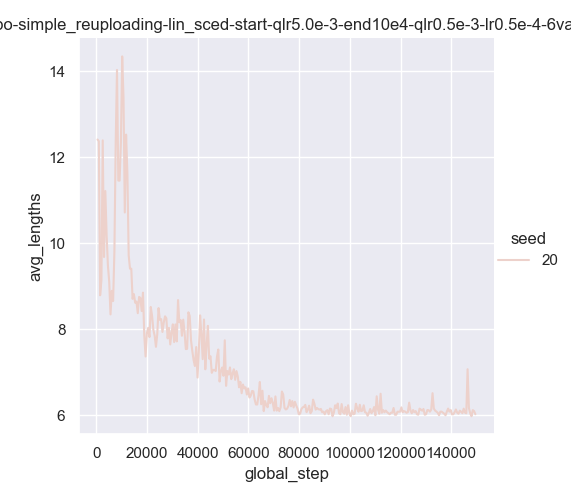 oo-simple_reuploading-lin_sced-start-qlr5.0e-3-end10e4-qlr0.5e-3-lr0.5e-4-6va
14
12
10
8
6
avg_lengths
0 20000 40000 60000 80000 100000 120000 140000
global_step
seed
20